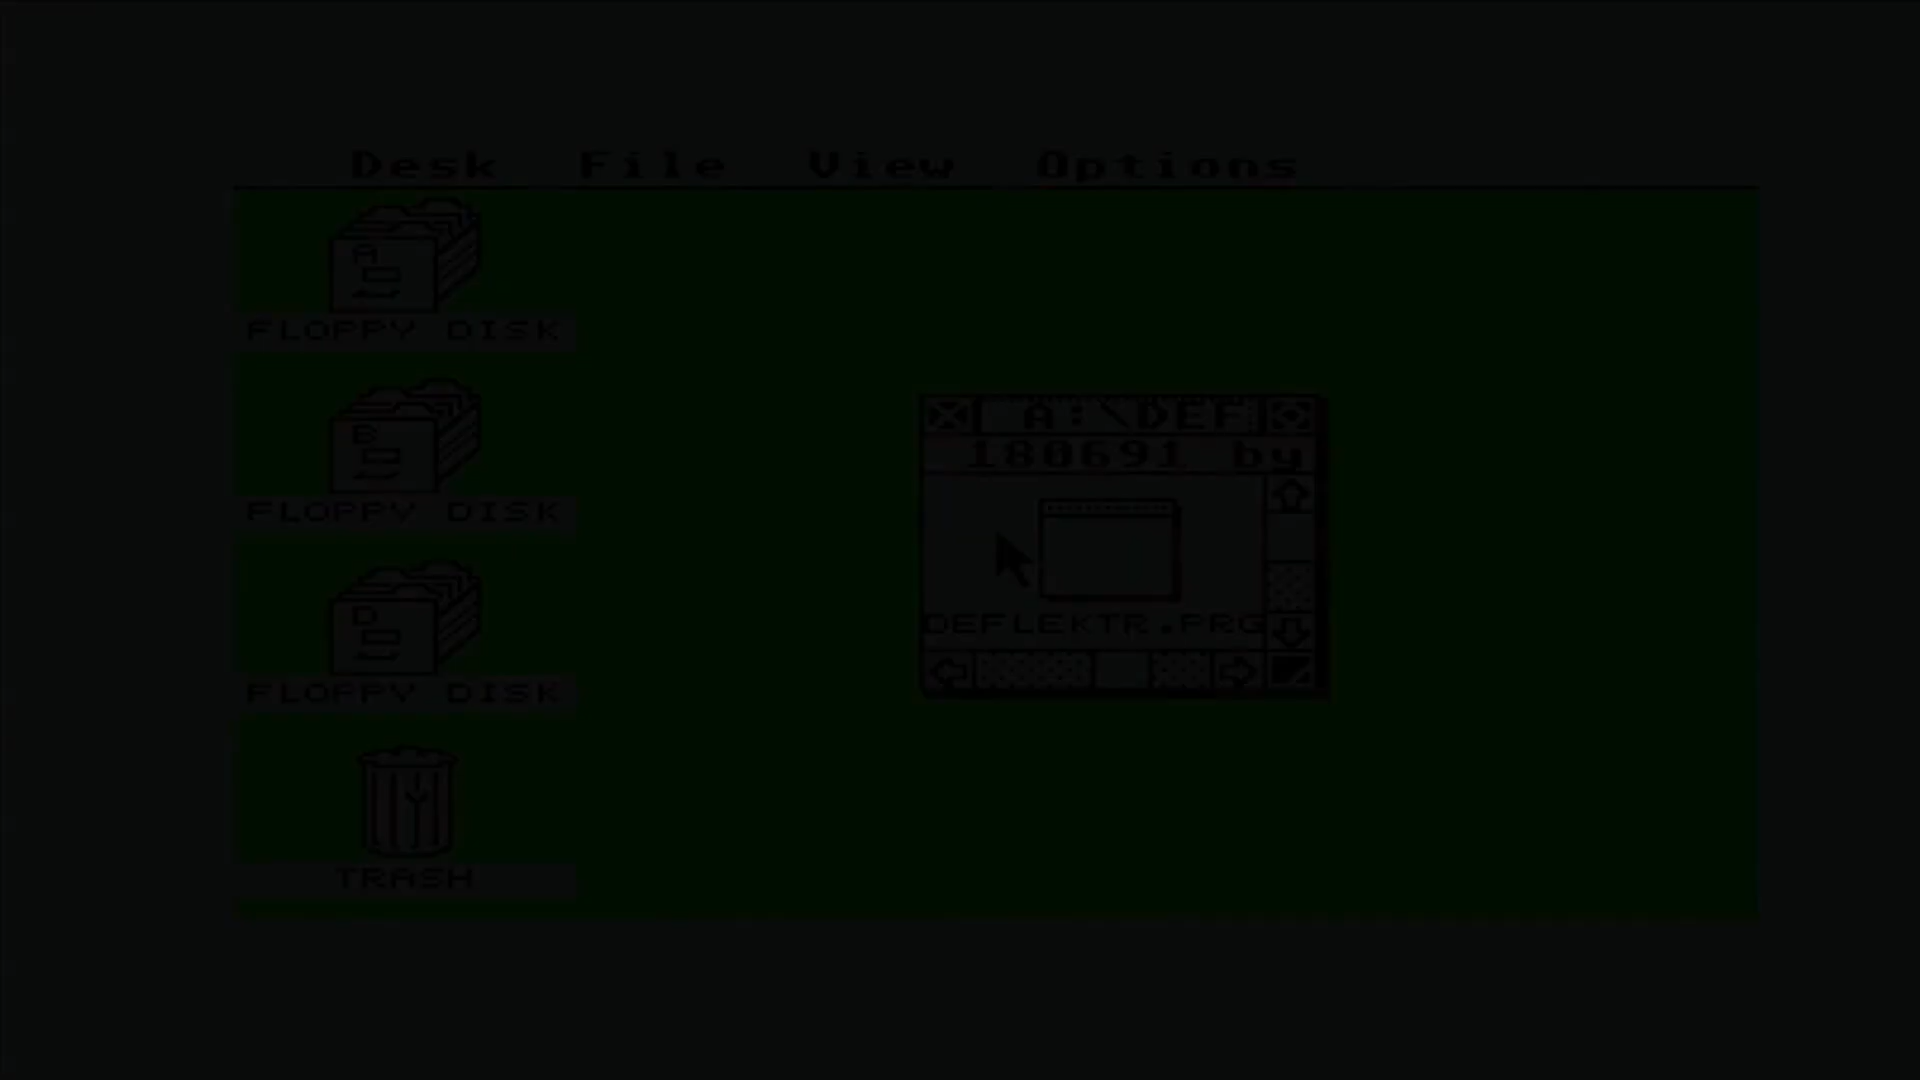 Desk File View Options
A
FLOPPY DISK
B
FLOPPY DISK
D
FLOPPY DISK
TRASH
A:\DEF
180691 by
DEFLEKTR.PRG